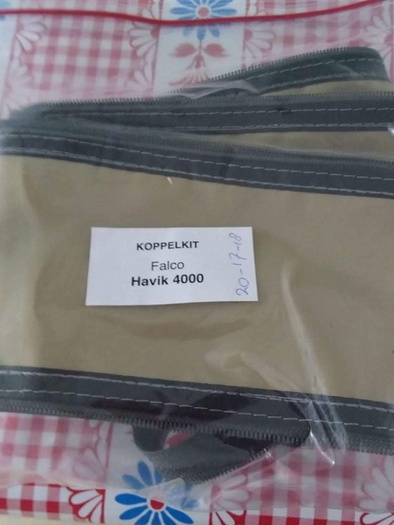 KOPPELKIT
Falco
Havik 4000
20-17-18